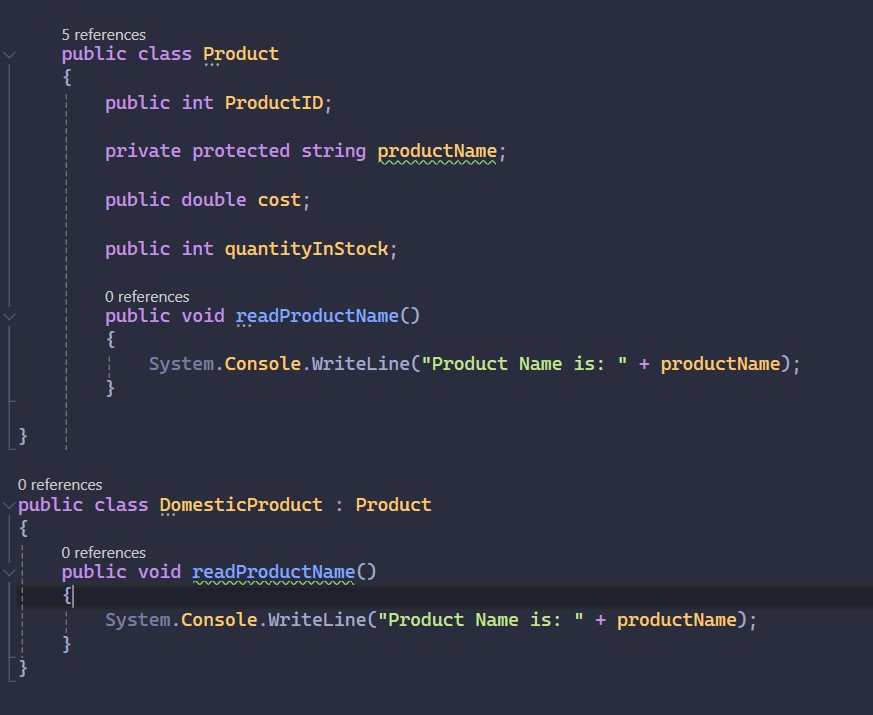 5 references
public class Product
{
public int ProductID;
private protected string productName;
public double cost;
public int quantityInStock;
0 references
public void readProductName()
{
System.Console.WriteLine("Product Name is: " + productName);
}
}
0 references
public class DomesticProduct : Product
{
0 references
public void readProductName()
{
System.Console.WriteLine("Product Name is: " + productName);
}
}